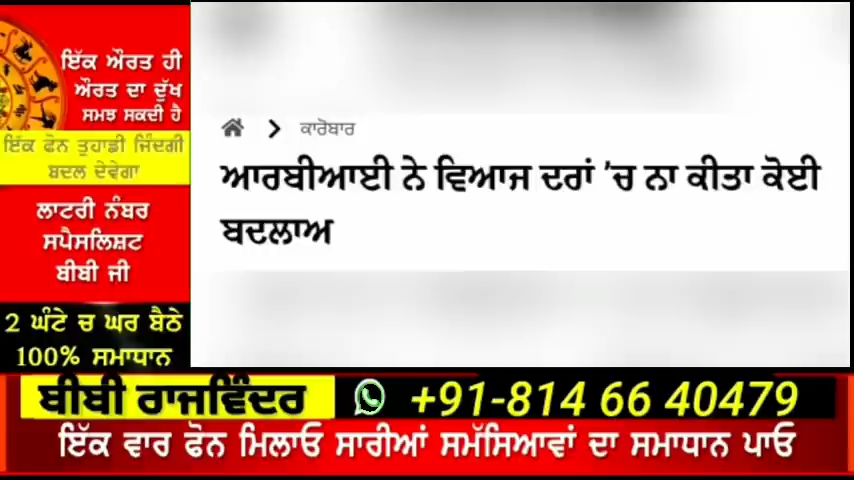 ਇੱਕ ਔਰਤ ਹੀ
ਔਰਤ ਦਾ ਦੁੱਖ
ਸਮਝ ਸਕਦੀ ਹੈ
ਇੱਕ ਫੋਨ ਤੁਹਾਡੀ ਜਿੰਦਗੀ
ਬਦਲ ਦੇਵੇਗਾ
ਲਾਟਰੀ ਨੰਬਰ
ਸਪੈਸਲਿਸ਼ਟ
ਬੀਬੀ ਜੀ
2 ਘੰਟੇ ਚ ਘਰ ਬੈਠੇ
100% ਸਮਾਧਾਨ
ਕਾਰੋਬਾਰ
ਆਰਬੀਆਈ ਨੇ ਵਿਆਜ ਦਰਾਂ ’ਚ ਨਾ ਕੀਤਾ ਕੋਈ
ਬਦਲਾਅ
ਬੀਬੀ ਰਾਜਵਿੰਦਰ +91-814 66 40479
ਇੱਕ ਵਾਰ ਫੋਨ ਮਿਲਾਓ ਸਾਰੀਆਂ ਸਮੱਸਿਆਵਾਂ ਦਾ ਸਮਾਧਾਨ ਪਾਓ